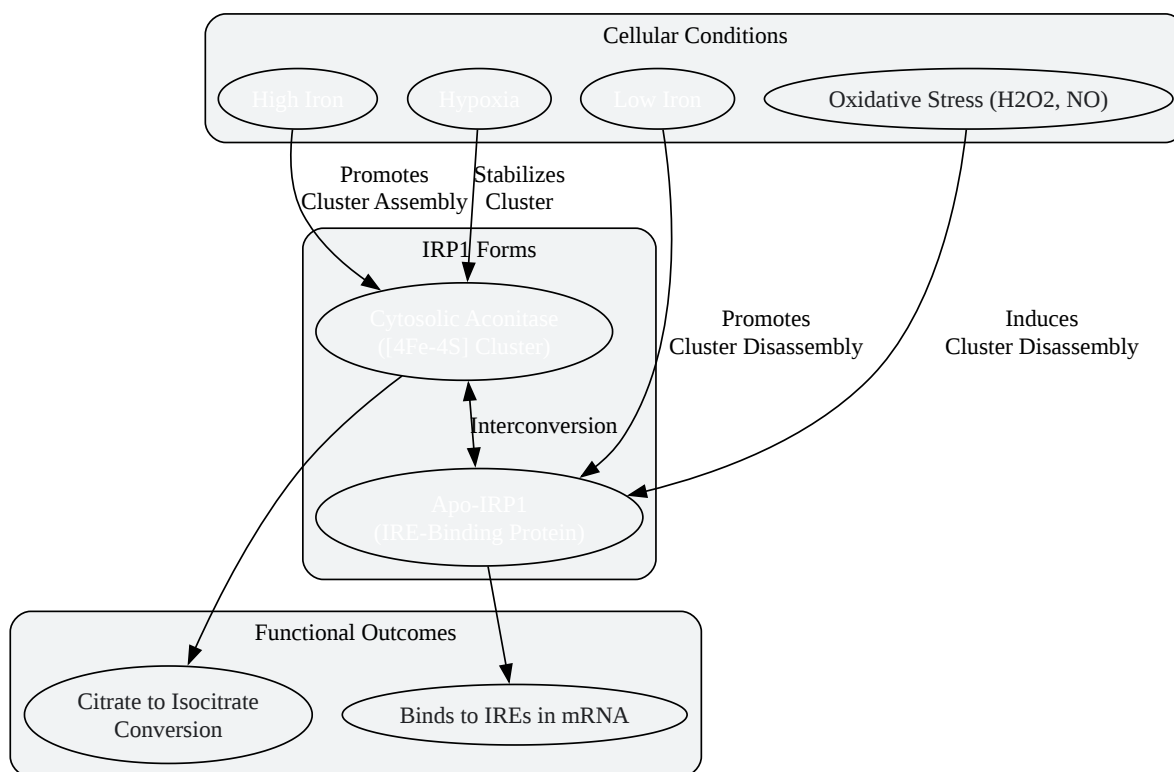 Cellular Conditions
High Iron
Hypoxia
Low Iron
Oxidative Stress (H2O2, NO)
Promotes
Cluster Assembly
Stabilizes
Cluster
IRP1 Forms
Cytosolic Aconitase
([4Fe-4S] Cluster)
Promotes
Cluster Disassembly
Induces
Cluster Disassembly
Interconversion
Apo-IRP1
(IRE-Binding Protein)
Functional Outcomes
Citrate to Isocitrate
Conversion
Binds to IREs in mRNA